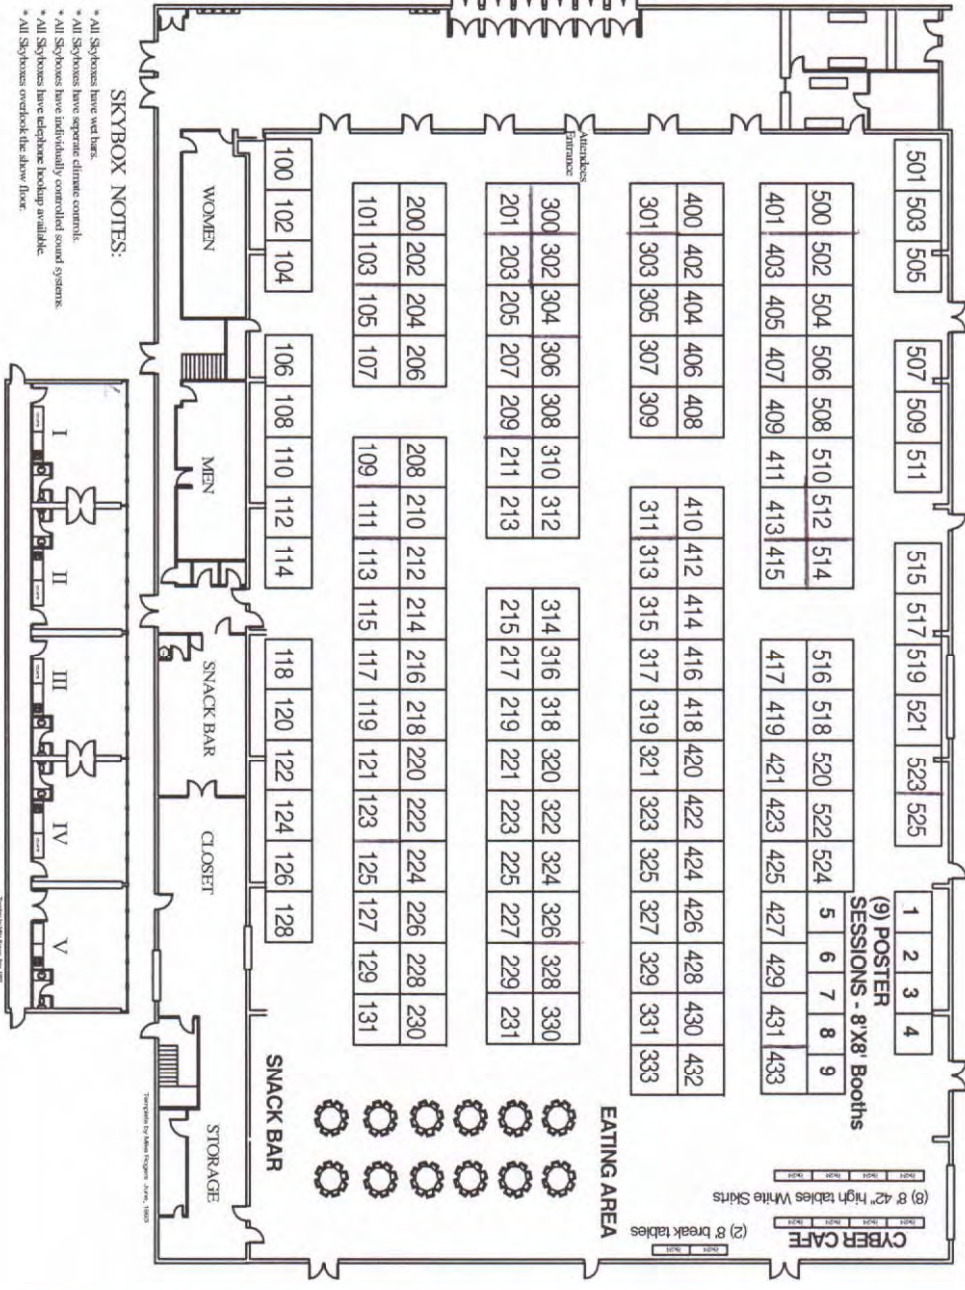 SKYBOX NOTES:
* All Skyboxes have wet bars.
* All Skyboxes have seperate climate controls.
* All Skyboxes have individually controlled sound systems.
* All Skyboxes have telephone hookup available.
* All Skyboxes overlook the show floor.
Attendees
Entrance
501 503 505
507 509 511
515 517 519 521 523 525
1 2 3 4
(9) POSTER
SESSIONS - 8'X8' Booths
500 502 504 506 508 510 512 514
401 403 405 407 409 411 413 415
516 518 520 522 524 5 6 7 8 9
417 419 421 423 425 427 429 431 433
400 402 404 406 408
301 303 305 307 309
410 412 414 416 418 420 422 424 426 428 430 432
311 313 315 317 319 321 323 325 327 329 331 333
300 302 304 306 308 310 312
201 203 205 207 209 211 213
314 316 318 320 322 324 326 328 330
215 217 219 221 223 225 227 229 231
200 202 204 206
101 103 105 107
208 210 212 214 216 218 220 222 224 226 228 230
109 111 113 115 117 119 121 123 125 127 129 131
100 102 104
106 108 110 112 114
118 120 122 124 126 128
WOMEN
MEN
SNACK BAR
CLOSET
STORAGE
SNACK BAR
EATING AREA
(2) 8' break tables
(8) 8' 42" high tables White Skirts
CYBER CAFE
I II III IV V
Template by Mike Rogers June, 1993